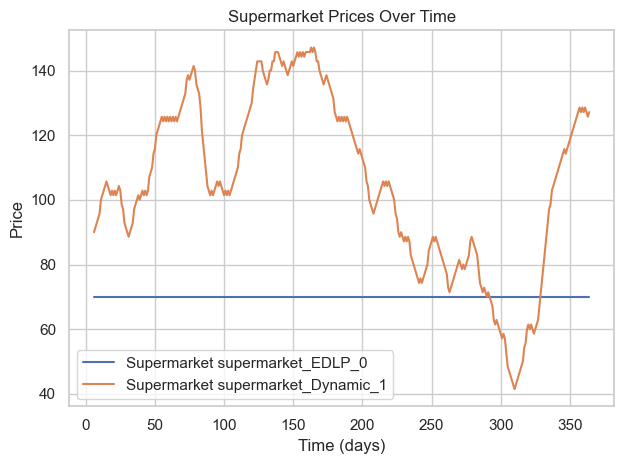 Supermarket Prices Over Time
Price
140
120
100
80
60
40
Supermarket supermarket_EDLP_0
Supermarket supermarket_Dynamic_1
0 50 100 150 200 250 300 350
Time (days)